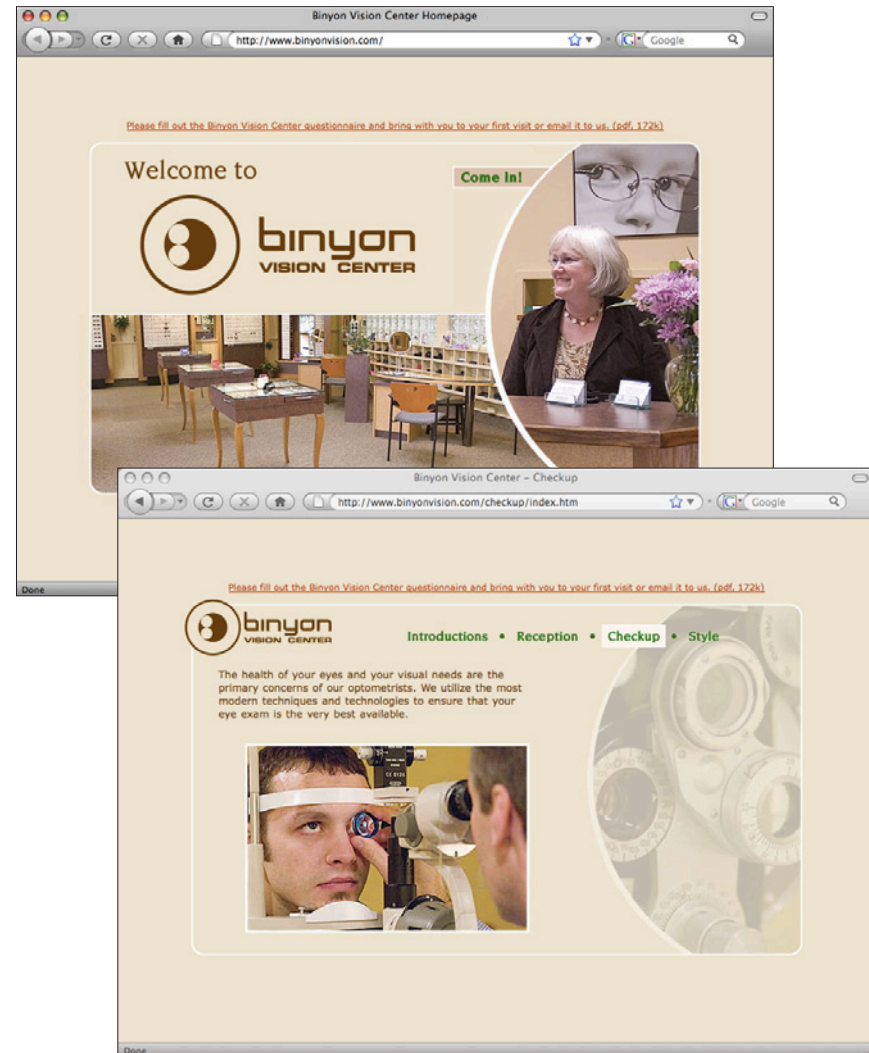 Binyon Vision Center Homepage
http://www.binyonvision.com/
Google
Please fill out the Binyon Vision Center questionnaire and bring with you to your first visit or email it to us. (pdf, 172k)
Welcome to
Come In!
binyon
VISION CENTER
Done
Binyon Vision Center – Checkup
http://www.binyonvision.com/checkup/index.htm
Google
Please fill out the Binyon Vision Center questionnaire and bring with you to your first visit or email it to us. (pdf, 172k)
binyon
VISION CENTER
Introductions • Reception • Checkup • Style
The health of your eyes and your visual needs are the
primary concerns of our optometrists. We utilize the most
modern techniques and technologies to ensure that your
eye exam is the very best available.
Done